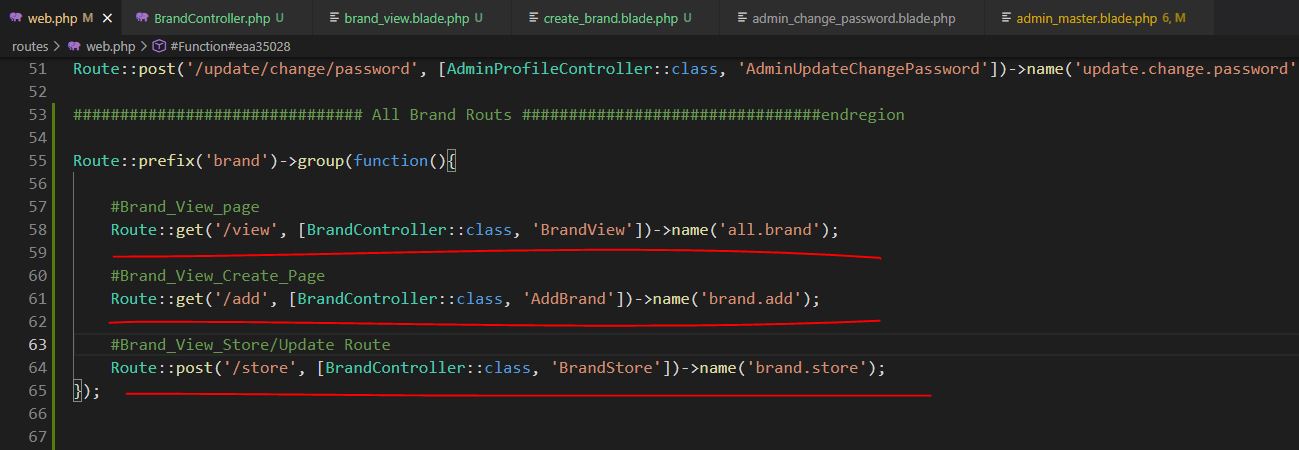 web.php M × BrandController.php U brand_view.blade.php U create_brand.blade.php U admin_change_password.blade.php admin_master.blade.php 6, M
routes > web.php > #Function#eaa35028
51 Route::post('/update/change/password', [AdminProfileController::class, 'AdminUpdateChangePassword'])->name('update.change.password'
52
53 ############################### All Brand Routs ################################endregion
54
55 Route::prefix('brand')->group(function(){
56
57 #Brand_View_page
58 Route::get('/view', [BrandController::class, 'BrandView'])->name('all.brand');
59
60 #Brand_View_Create_Page
61 Route::get('/add', [BrandController::class, 'AddBrand'])->name('brand.add');
62
63 #Brand_View_Store/Update Route
64 Route::post('/store', [BrandController::class, 'BrandStore'])->name('brand.store');
65 });
66
67